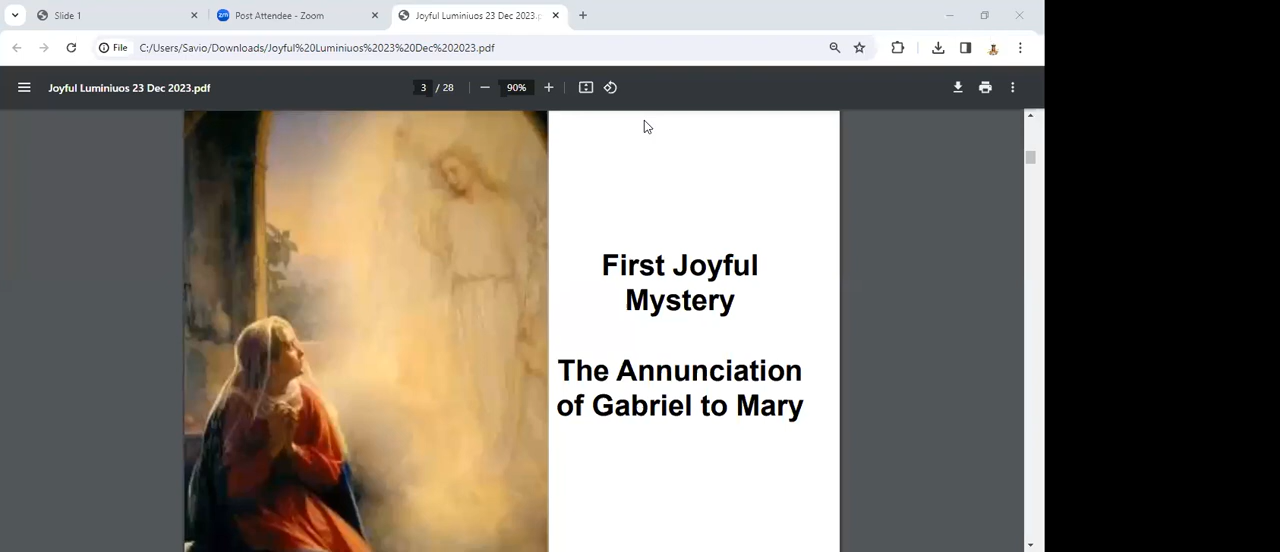 Slide 1
zm Post Attendee - Zoom
Joyful Luminiuos 23 Dec 2023.
File
C:/Users/Savio/Downloads/Joyful%20Luminiuos%2023%20Dec%202023.pdf
Joyful Luminiuos 23 Dec 2023.pdf
3 / 28
90%
First Joyful
Mystery
The Annunciation
of Gabriel to Mary